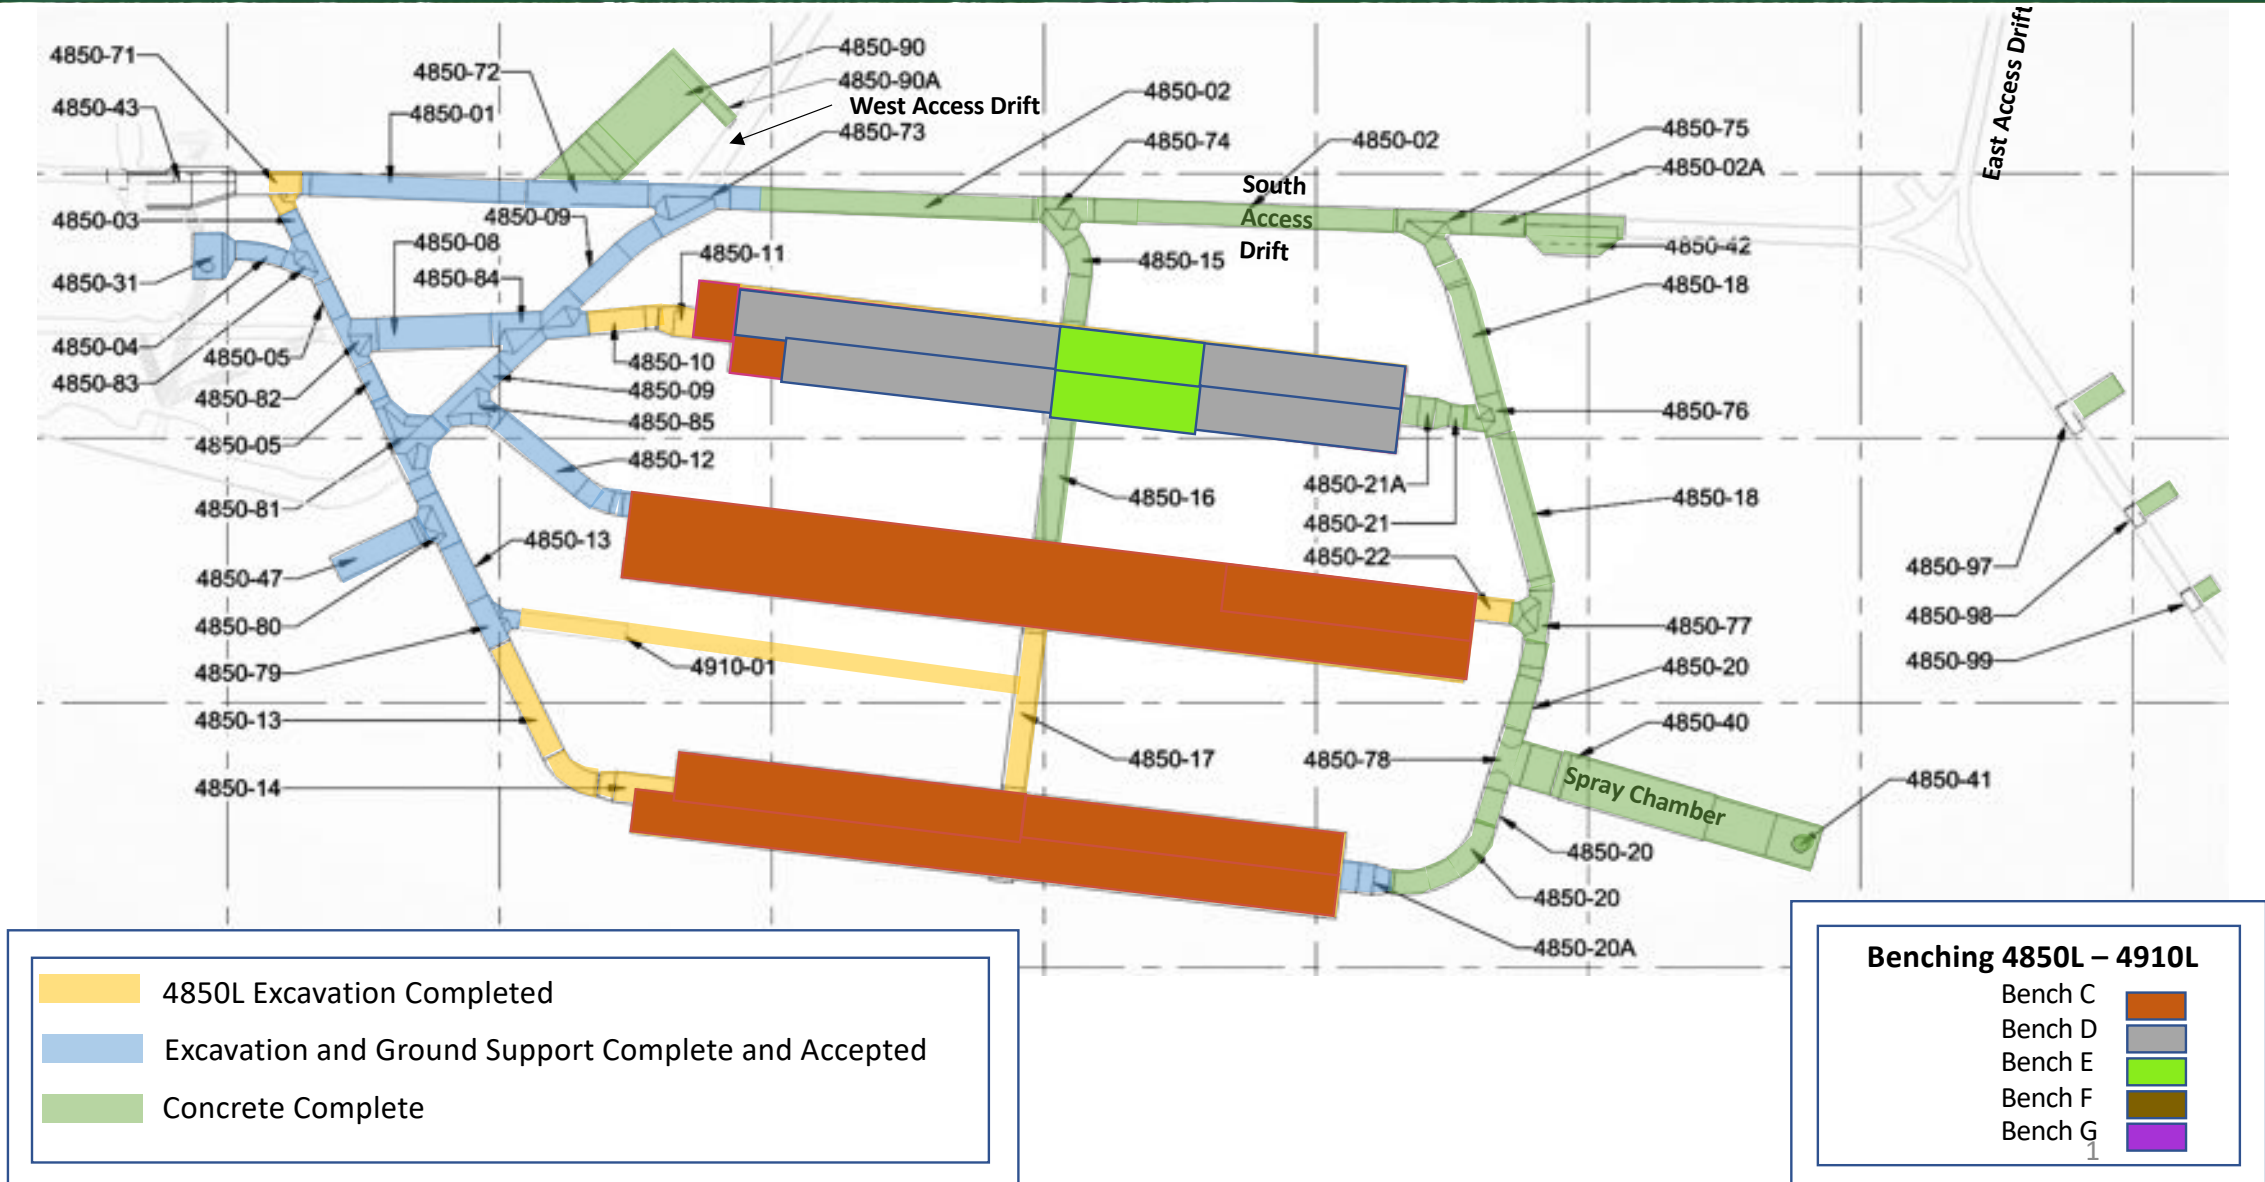 4850-71
4850-43
4850-72
4850-01
4850-90
4850-90A
West Access Drift
4850-73
4850-02
4850-74
4850-02
4850-75
4850-02A
East Access Drift
South
Access
Drift
4850-42
4850-03
4850-09
4850-08
4850-84
4850-11
4850-15
4850-31
4850-18
4850-04
4850-05
4850-83
4850-82
4850-10
4850-09
4850-85
4850-76
4850-05
4850-12
4850-21A
4850-16
4850-18
4850-81
4850-21
4850-13
4850-22
4850-47
4850-97
4850-80
4850-98
4850-77
4850-79
4910-01
4850-20
4850-99
4850-13
4850-40
4850-17
4850-78
4850-14
Spray Chamber
4850-41
4850-20
4850-20
4850-20A
4850L Excavation Completed
Excavation and Ground Support Complete and Accepted
Concrete Complete
Benching 4850L – 4910L
Bench C
Bench D
Bench E
Bench F
Bench G
1